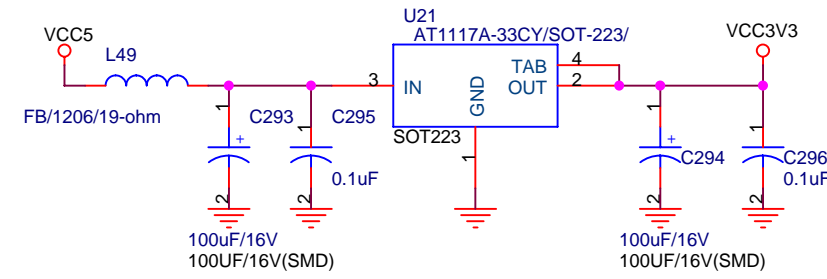 U21
AT1117A-33CY/SOT-223/
VCC5
VCC3V3
L49
TAB
4
3
IN
OUT
2
GND
FB/1206/19-ohm
1
C293
1
C295
SOT223
1
1
C294
1
C296
+
+
0.1uF
0.1uF
2
2
2
2
100uF/16V
100UF/16V(SMD)
100uF/16V
100UF/16V(SMD)